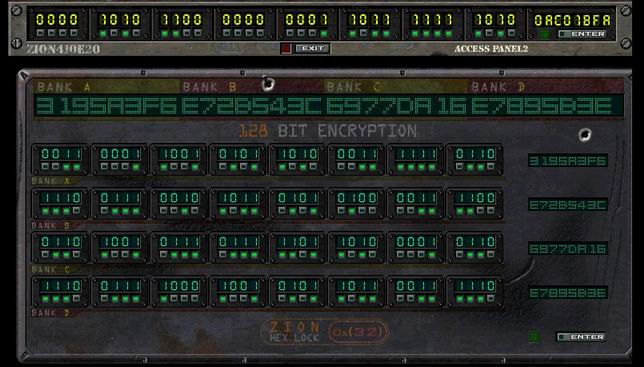 0000 1010 1100 0000 0001 1011 1111 1010 0AC01BFA
ENTER
ZION410E20 EXIT ACCESS PANEL2
BANK A BANK B BANK C BANK D
3195A3F6 E72B543C 6977DA16 E7895B3E
128 BIT ENCRYPTION
0011 0001 1001 0101 1010 0011 1111 0110 3195A3F6
BANK A
1110 0111 0010 1011 0101 0100 0011 1100 E72B543C
BANK B
0110 1001 0111 0111 1101 1010 0001 0110 6977DA16
BANK C
1110 0111 1000 1001 0101 1011 0011 1110 E7895B3E
BANK D
ZION 0x(32)
HEX LOCK
ENTER